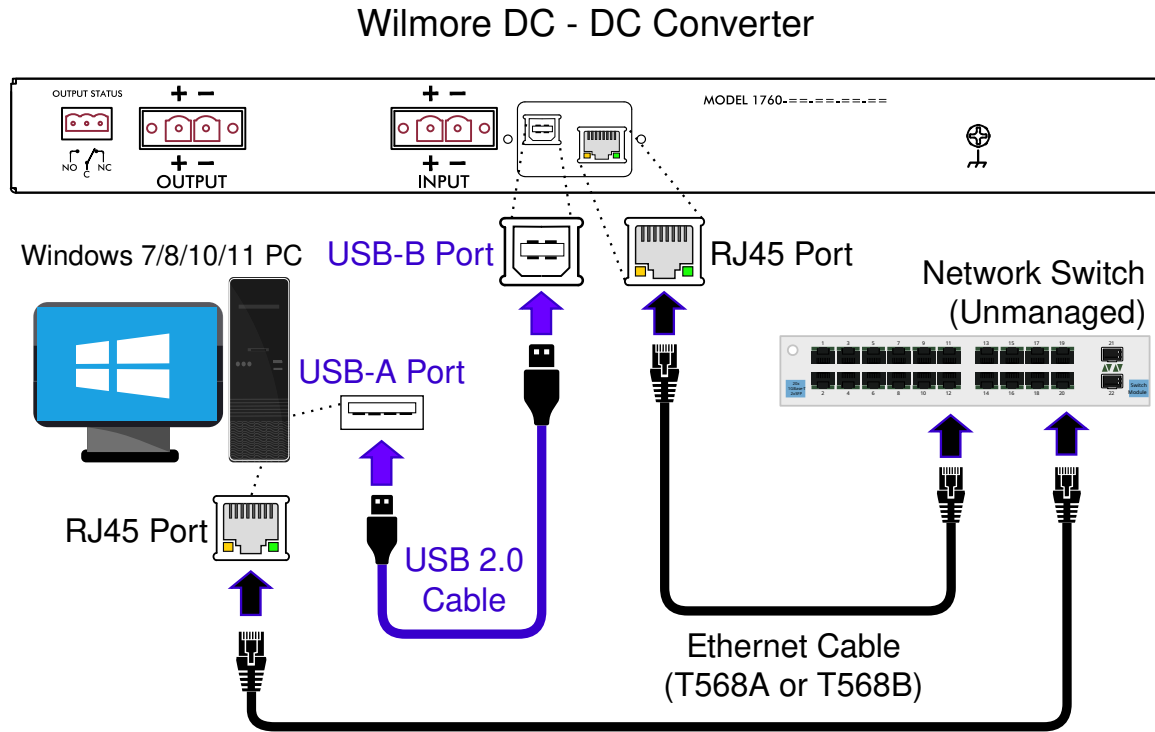 Wilmore DC - DC Converter
OUTPUT STATUS
+ −
+ −
MODEL 1760-==-==-==-==
NO C NC
+ −
OUTPUT
+ −
INPUT
Windows 7/8/10/11 PC
USB-B Port
RJ45 Port
Network Switch
(Unmanaged)
USB-A Port
1 3 5 7 9 11 13 15 17 19 21
2 4 6 8 10 12 14 16 18 20 22
Switch
Module
RJ45 Port
USB 2.0
Cable
Ethernet Cable
(T568A or T568B)